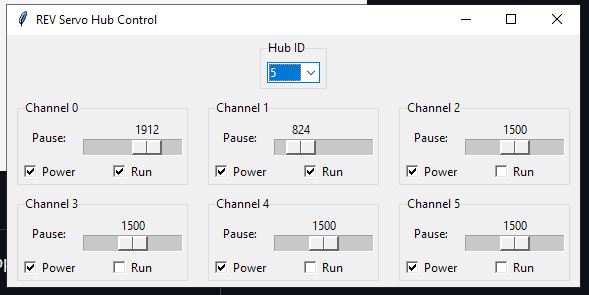 REV Servo Hub Control
Hub ID
5
Channel 0
Channel 1
Channel 2
1912
824
1500
Pause:
Pause:
Pause:
Power
Run
Power
Run
Power
Run
Channel 3
Channel 4
Channel 5
1500
1500
1500
Pause:
Pause:
Pause:
Power
Run
Power
Run
Power
Run